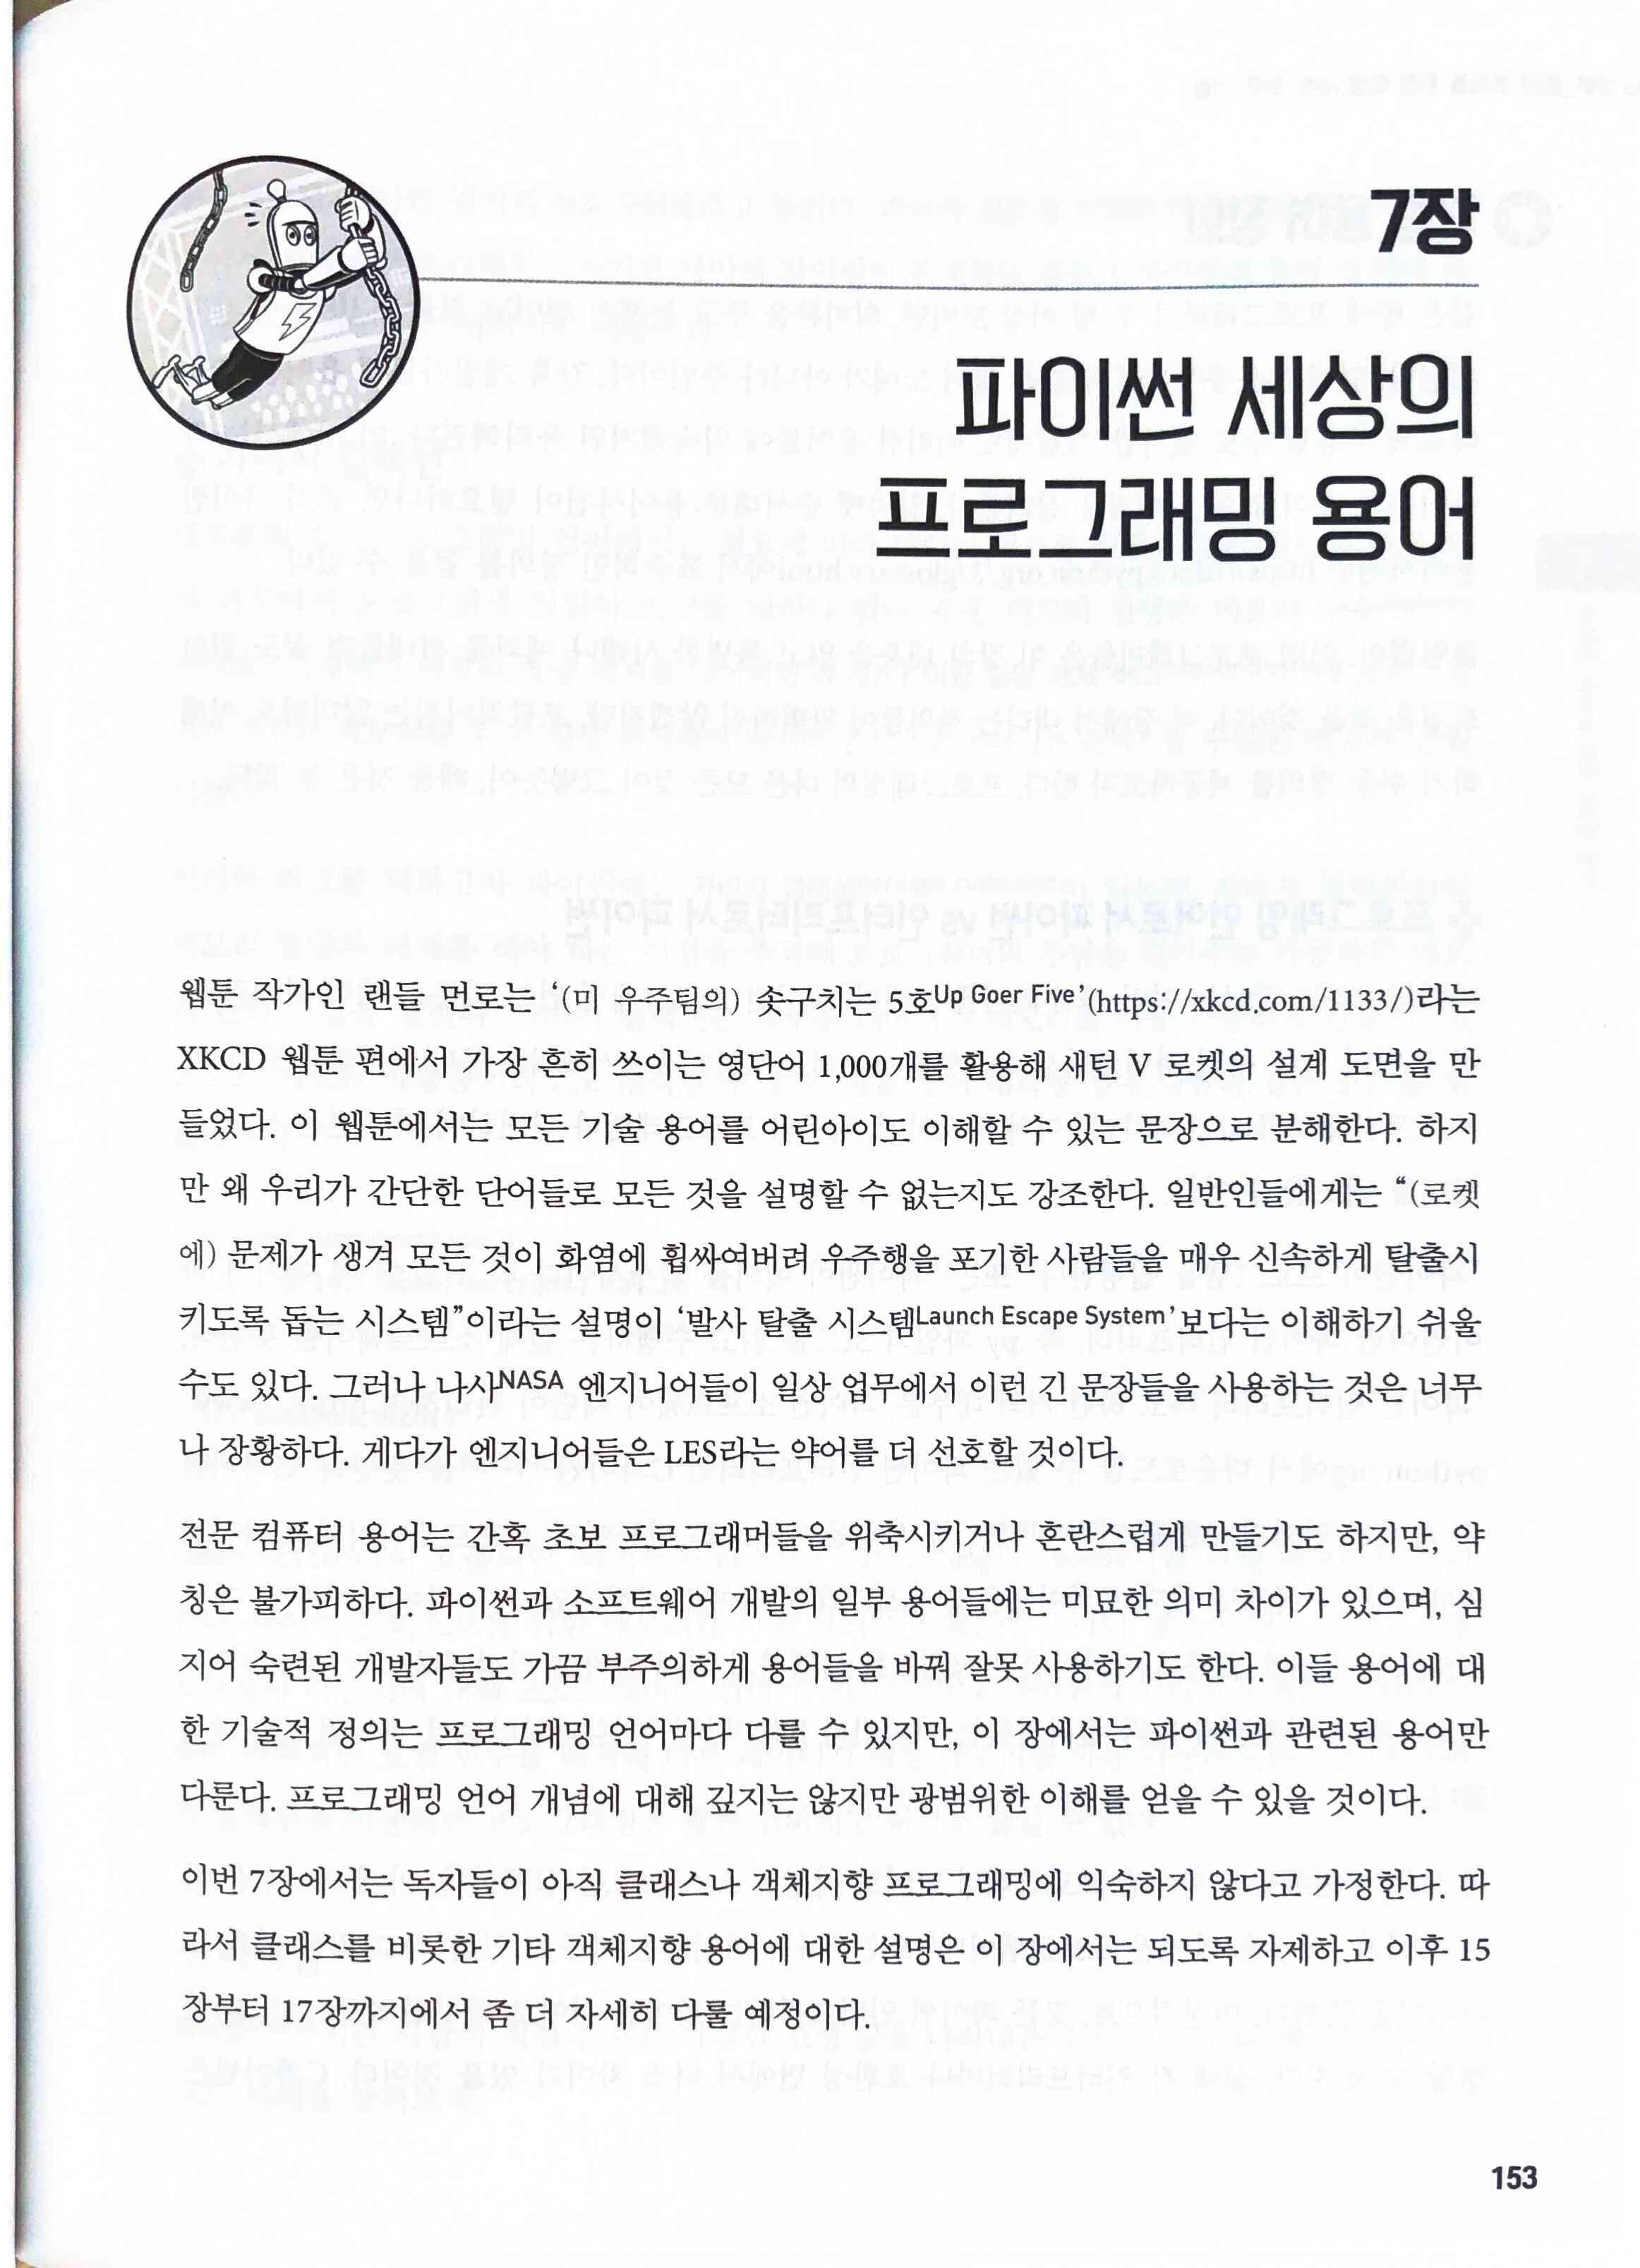 7장
파이썬 세상의
프로그래밍 용어
웹툰 작가인 랜들 먼로는 ‘(미 우주팀의) 솟구치는 5호Up Goer Five’(https://xkcd.com/1133/)라는
XKCD 웹툰 편에서 가장 흔히 쓰이는 영단어 1,000개를 활용해 새턴 V 로켓의 설계 도면을 만
들었다. 이 웹툰에서는 모든 기술 용어를 어린아이도 이해할 수 있는 문장으로 분해한다. 하지
만 왜 우리가 간단한 단어들로 모든 것을 설명할 수 없는지도 강조한다. 일반인들에게는 “(로켓
에) 문제가 생겨 모든 것이 화염에 휩싸여버려 우주행을 포기한 사람들을 매우 신속하게 탈출시
키도록 돕는 시스템”이라는 설명이 ‘발사 탈출 시스템Launch Escape System’보다는 이해하기 쉬울
수도 있다. 그러나 나사NASA 엔지니어들이 일상 업무에서 이런 긴 문장들을 사용하는 것은 너무
나 장황하다. 게다가 엔지니어들은 LES라는 약어를 더 선호할 것이다.
전문 컴퓨터 용어는 간혹 초보 프로그래머들을 위축시키거나 혼란스럽게 만들기도 하지만, 약
칭은 불가피하다. 파이썬과 소프트웨어 개발의 일부 용어들에는 미묘한 의미 차이가 있으며, 심
지어 숙련된 개발자들도 가끔 부주의하게 용어들을 바꿔 잘못 사용하기도 한다. 이들 용어에 대
한 기술적 정의는 프로그래밍 언어마다 다를 수 있지만, 이 장에서는 파이썬과 관련된 용어만
다룬다. 프로그래밍 언어 개념에 대해 깊지는 않지만 광범위한 이해를 얻을 수 있을 것이다.
이번 7장에서는 독자들이 아직 클래스나 객체지향 프로그래밍에 익숙하지 않다고 가정한다. 따
라서 클래스를 비롯한 기타 객체지향 용어에 대한 설명은 이 장에서는 되도록 자제하고 이후 15
장부터 17장까지에서 좀 더 자세히 다룰 예정이다.
153